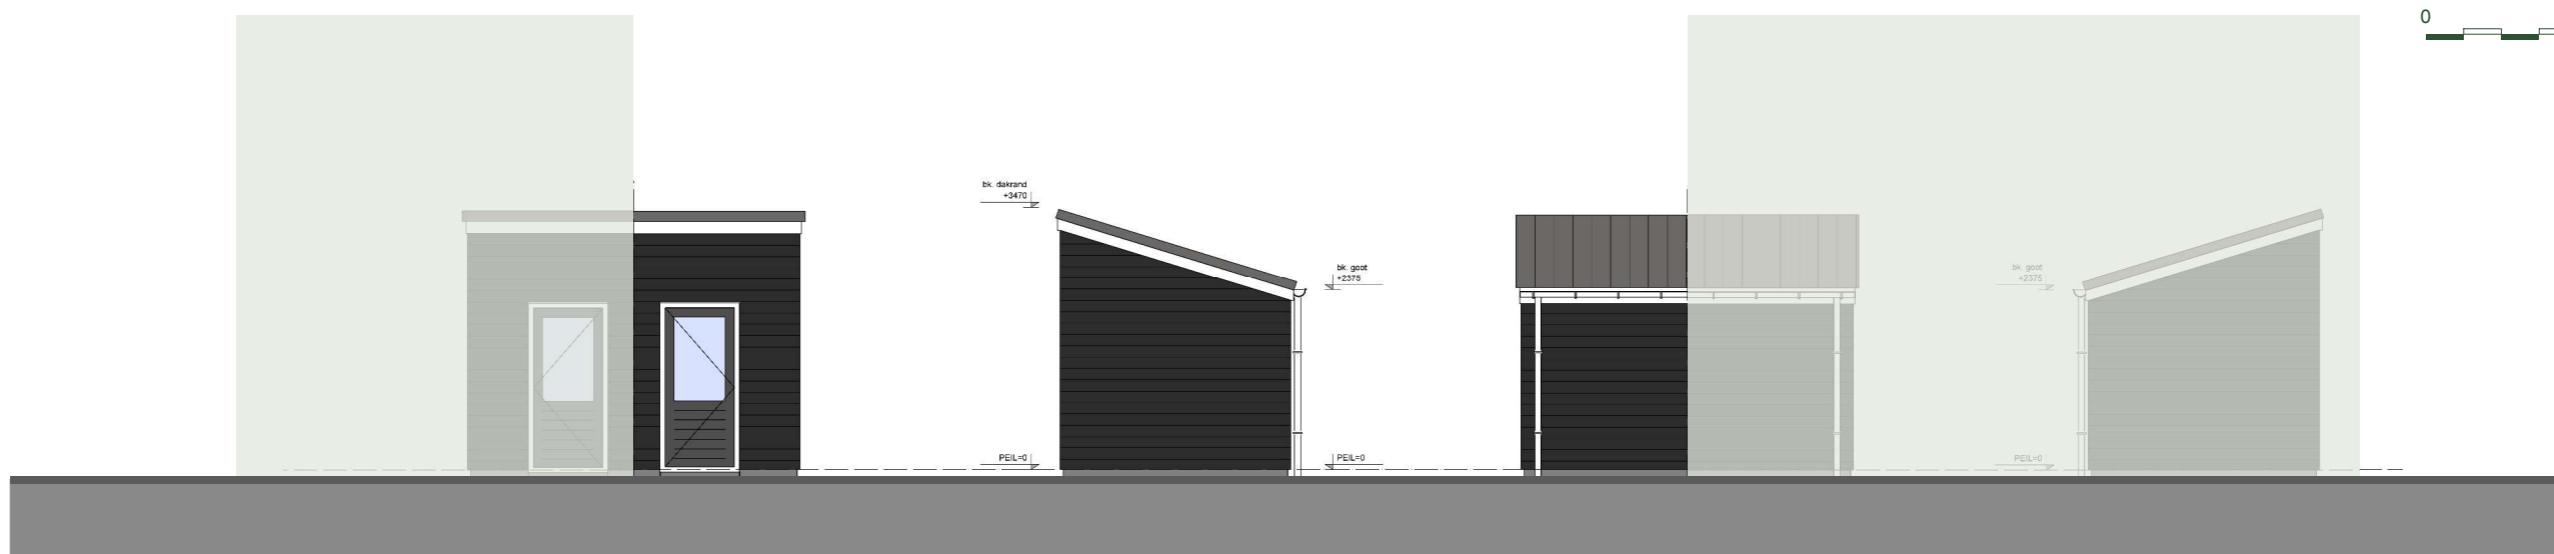 0
bk. dakrand
+3470
bk. goot
+2375
bk. goot
+2375
PEIL=0
PEIL=0
PEIL=0